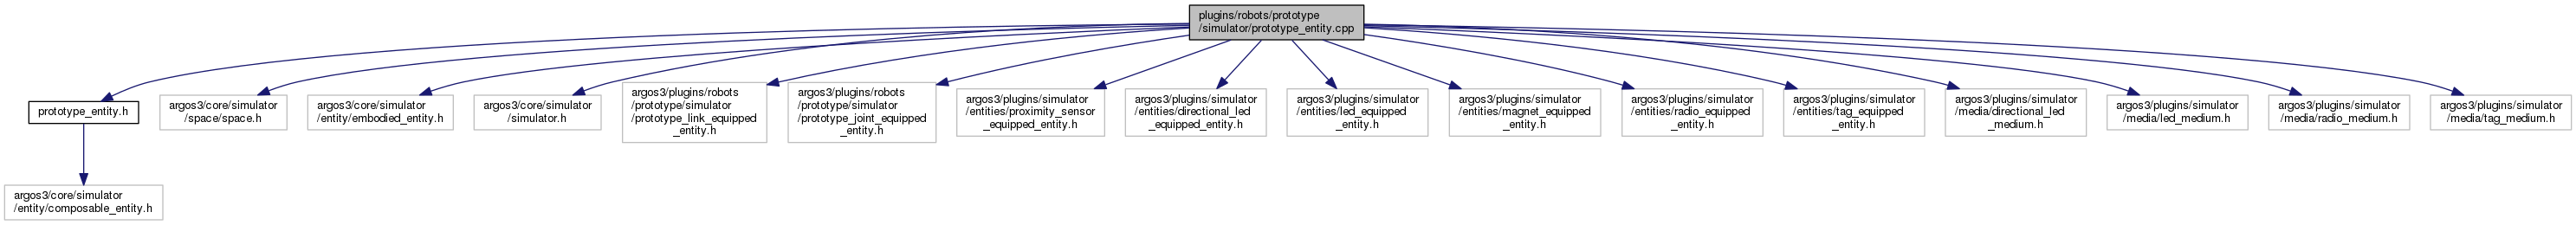 plugins/robots/prototype
/simulator/prototype_entity.cpp
prototype_entity.h
argos3/core/simulator
/space/space.h
argos3/core/simulator
/entity/embodied_entity.h
argos3/core/simulator
/simulator.h
argos3/plugins/robots
/prototype/simulator
/prototype_link_equipped
_entity.h
argos3/plugins/robots
/prototype/simulator
/prototype_joint_equipped
_entity.h
argos3/plugins/simulator
/entities/proximity_sensor
_equipped_entity.h
argos3/plugins/simulator
/entities/directional_led
_equipped_entity.h
argos3/plugins/simulator
/entities/led_equipped
_entity.h
argos3/plugins/simulator
/entities/magnet_equipped
_entity.h
argos3/plugins/simulator
/entities/radio_equipped
_entity.h
argos3/plugins/simulator
/entities/tag_equipped
_entity.h
argos3/plugins/simulator
/media/directional_led
_medium.h
argos3/plugins/simulator
/media/led_medium.h
argos3/plugins/simulator
/media/radio_medium.h
argos3/plugins/simulator
/media/tag_medium.h
argos3/core/simulator
/entity/composable_entity.h